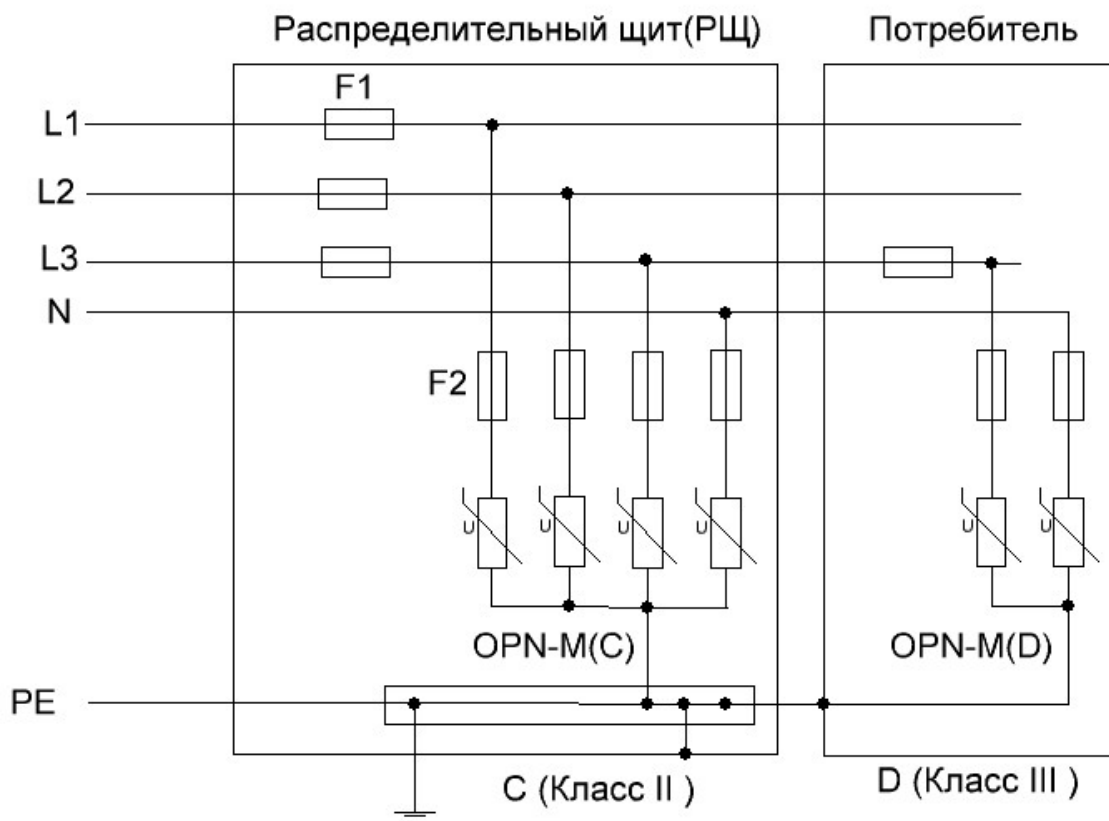 Распределительный щит(РЩ)
Потребитель
F1
L1
L2
L3
N
F2
U
U
U
U
U
U
OPN-M(C)
OPN-M(D)
PE
C (Класс II )
D (Класс III )